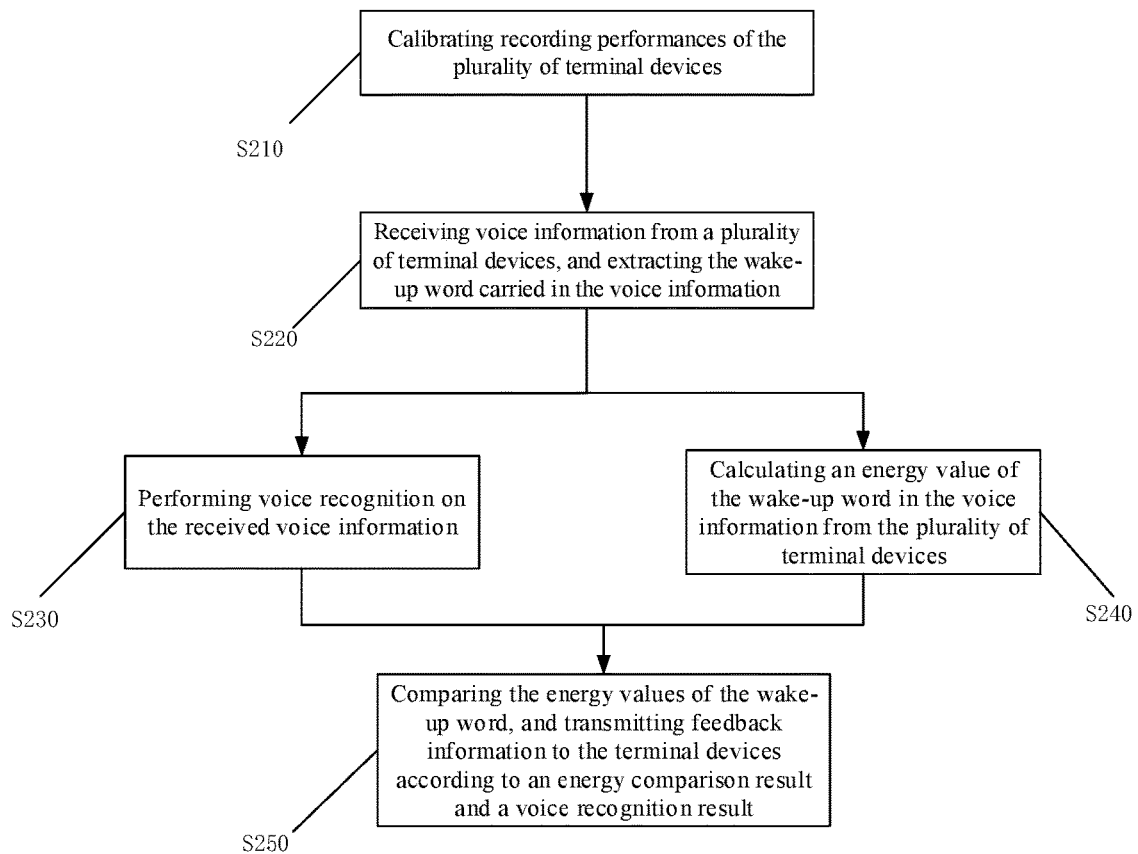 Calibrating recording performances of the
plurality of terminal devices
S210
Receiving voice information from a plurality
of terminal devices, and extracting the wake-
up word carried in the voice information
S220
Performing voice recognition on
the received voice information
S230
Calculating an energy value of
the wake-up word in the voice
information from the plurality of
terminal devices
S240
Comparing the energy values of the wake-
up word, and transmitting feedback
information to the terminal devices
according to an energy comparison result
and a voice recognition result
S250